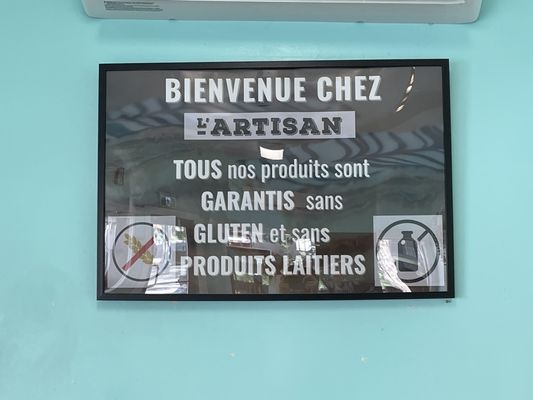 BIENVENUE CHEZ
L'ARTISAN
TOUS nos produits sont
GARANTIS sans
GLUTEN et sans
PRODUITS LAITIERS